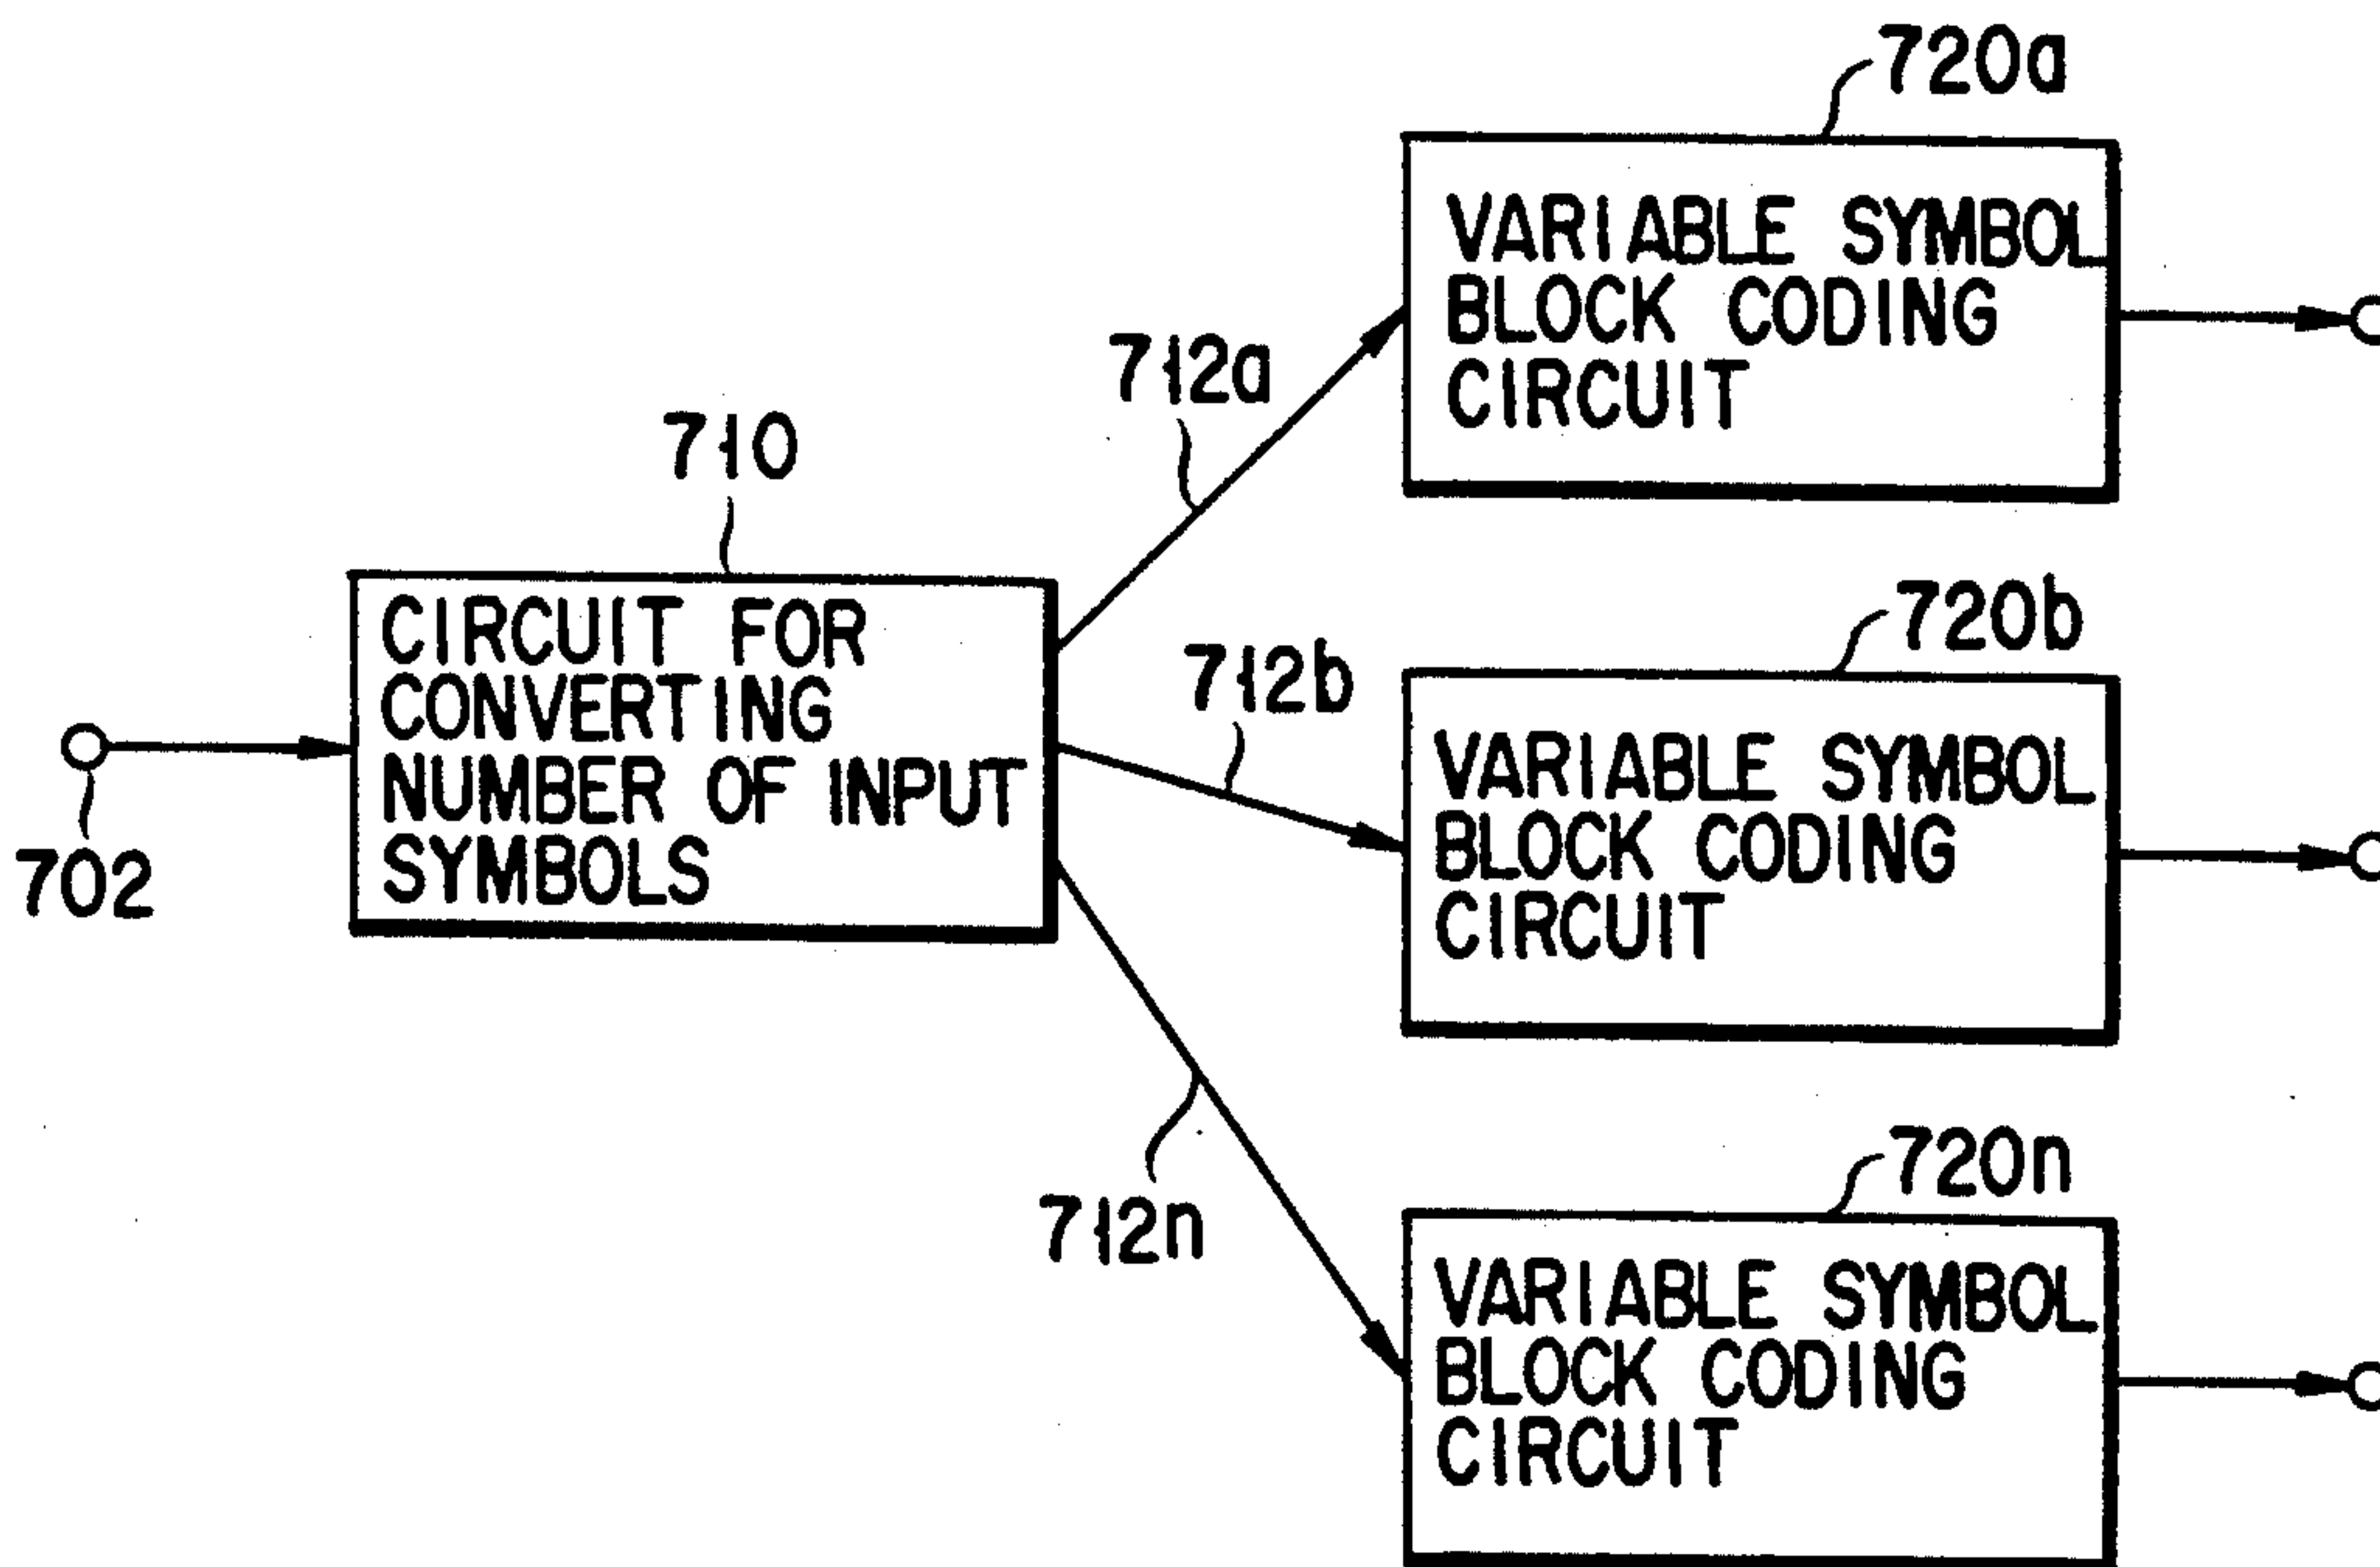 720a
VARIABLE SYMBOL
BLOCK CODING
CIRCUIT
712a
710
CIRCUIT FOR
CONVERTING
NUMBER OF INPUT
SYMBOLS
702
712b
720b
VARIABLE SYMBOL
BLOCK CODING
CIRCUIT
712n
720n
VARIABLE SYMBOL
BLOCK CODING
CIRCUIT